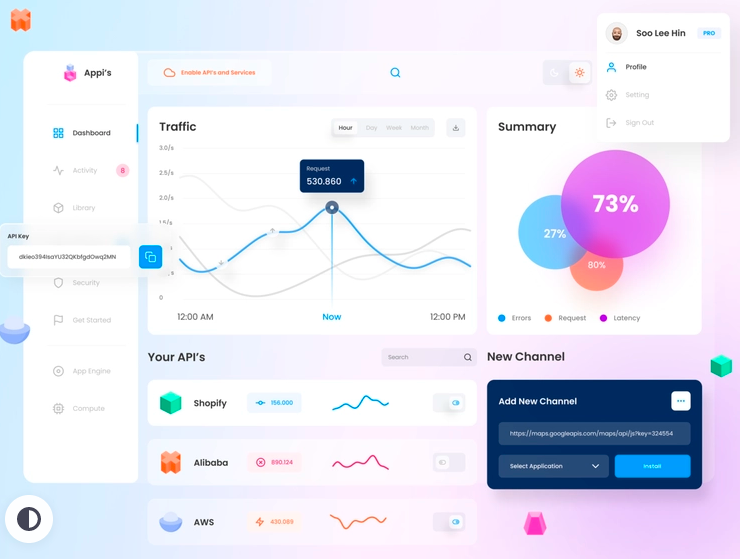 Soo Lee Hin
PRO
Profile
Setting
Sign Out
Appi's
Enable API's and Services
Dashboard
Activity
8
Library
API Key
dkieo394IsaYU32QKbfgdOwq2MN
Security
Get Started
App Engine
Compute
Traffic
Hour
Day
Week
Month
3.0/s
2.5/s
2.0/s
0
Request
530.860
12:00 AM
Now
12:00 PM
Summary
73%
27%
80%
Errors
Request
Latency
Your API's
Search
Shopify
156.000
Alibaba
890.124
AWS
430.085
New Channel
Add New Channel
https://maps.googleapis.com/maps/api/js?key=324554
Select Application
Install